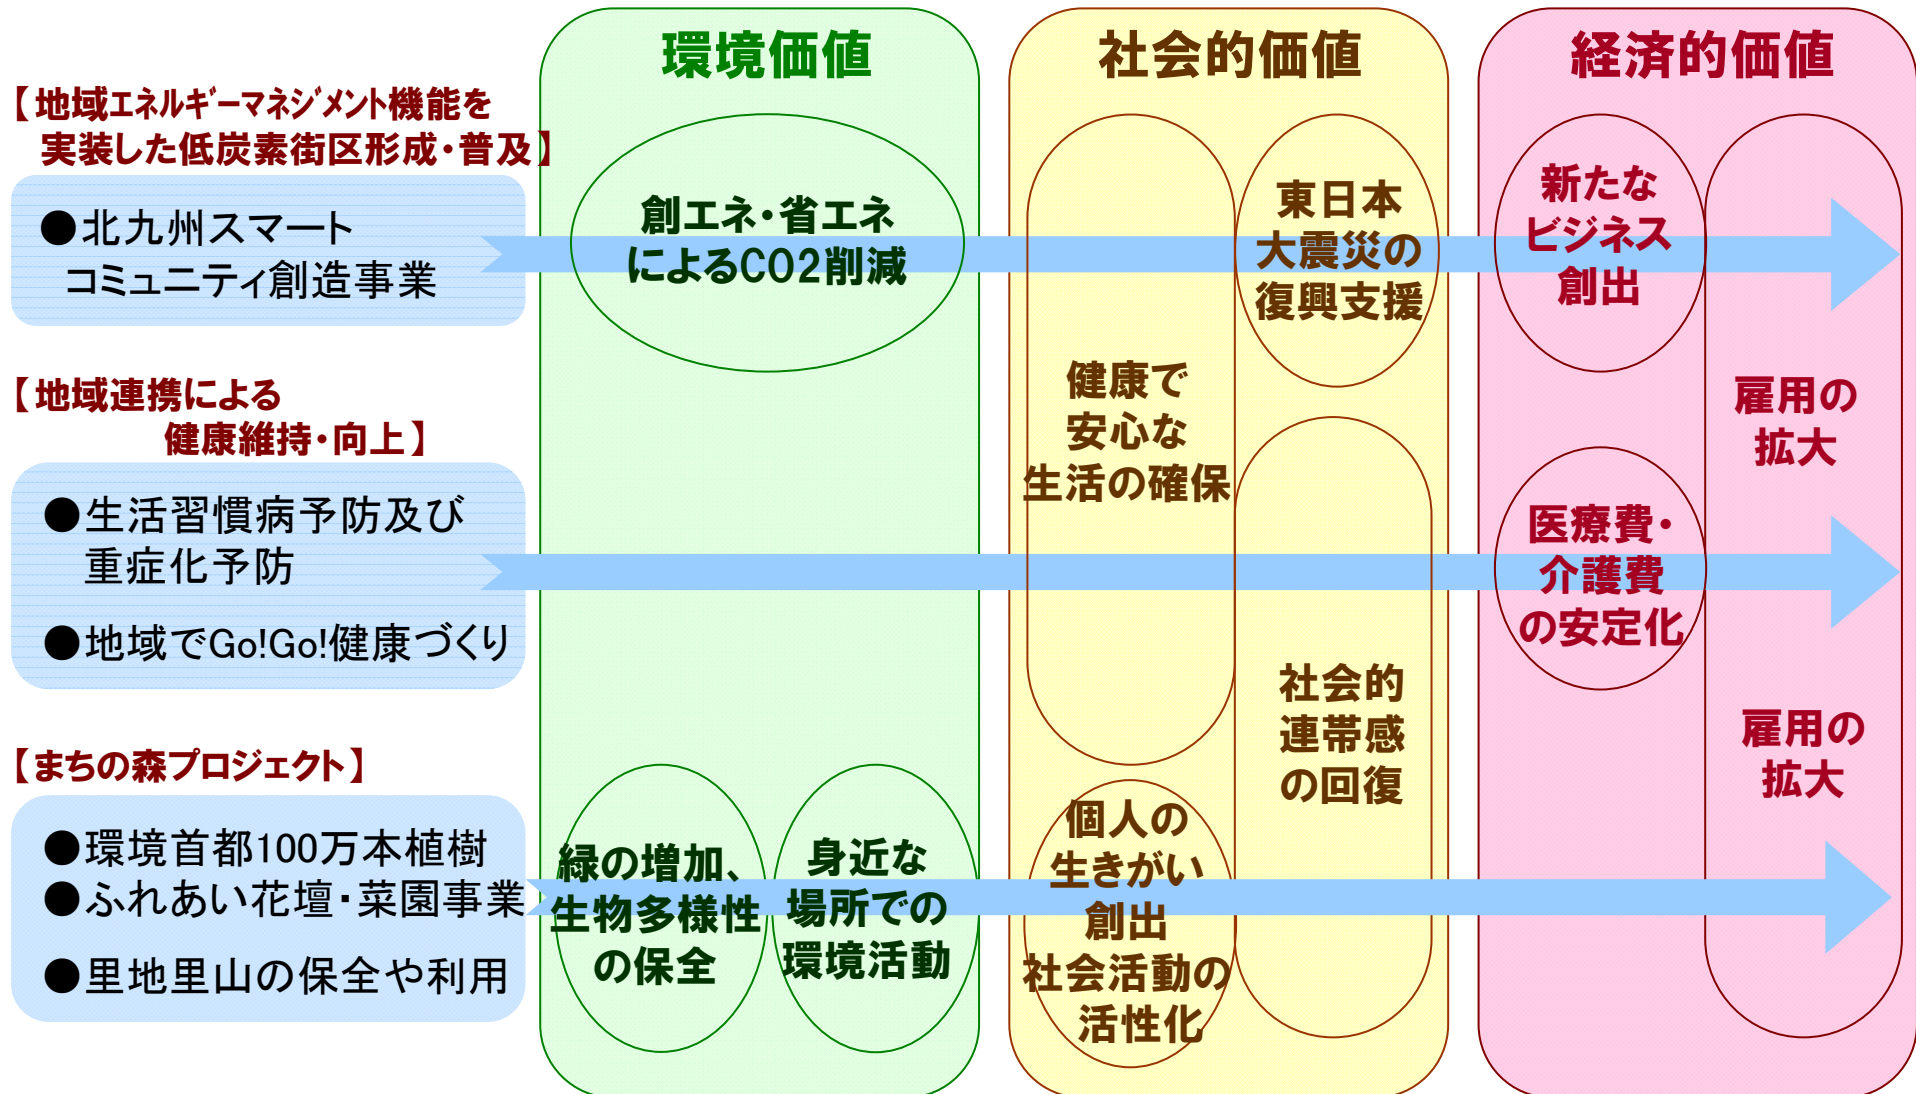 環境価値
社会的価値
経済的価値
【地域エネルギーマネジメント機能を
実装した低炭素街区形成・普及】
●北九州スマート
コミュニティ創造事業
創エネ・省エネ
によるCO2削減
東日本
大震災の
復興支援
新たな
ビジネス
創出
【地域連携による
健康維持・向上】
●生活習慣病予防及び
重症化予防
●地域でGo!Go!健康づくり
健康で
安心な
生活の確保
雇用の
拡大
医療費・
介護費
の安定化
社会的
連帯感
の回復
雇用の
拡大
【まちの森プロジェクト】
●環境首都100万本植樹
●ふれあい花壇・菜園事業
●里地里山の保全や利用
緑の増加、
生物多様性
の保全
身近な
場所での
環境活動
個人の
生きがい
創出
社会活動の
活性化